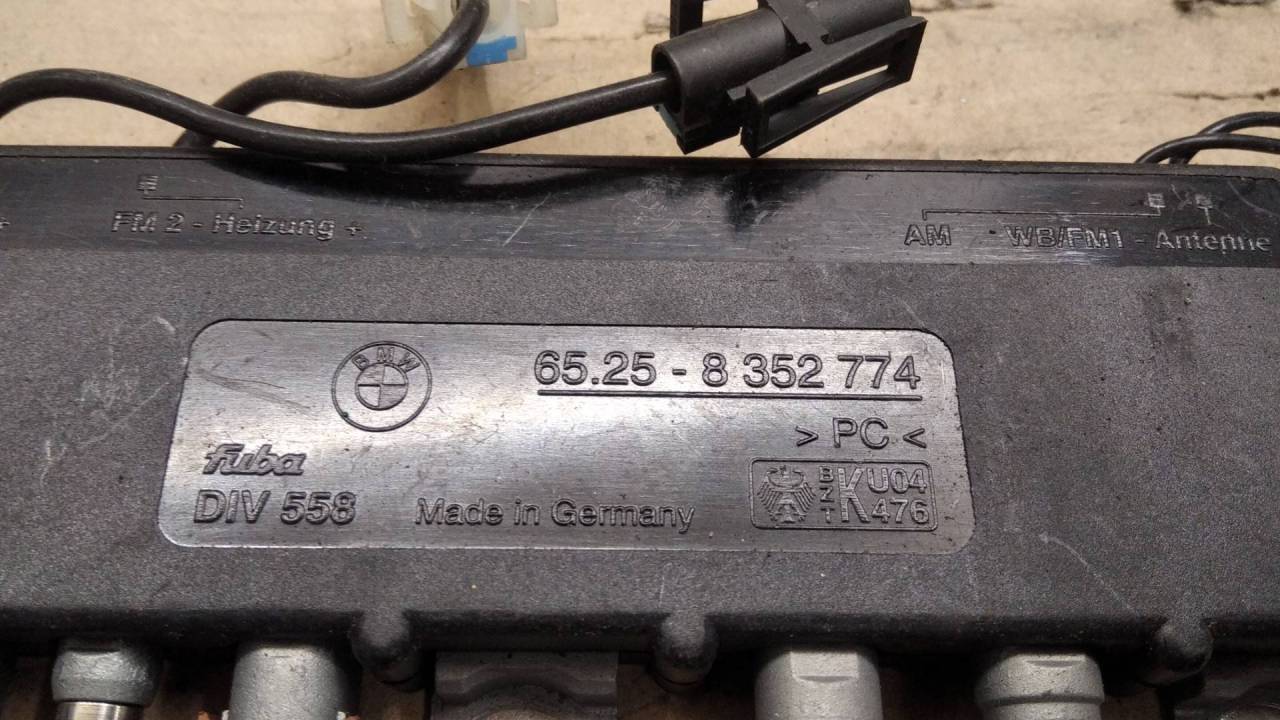 + FM 2 - Heizung +
AM WB/FM1 - Antenne
BMW
65.25 - 8 352 774
> PC <
fuba
DIV 558
Made in Germany
BZT K U04 476